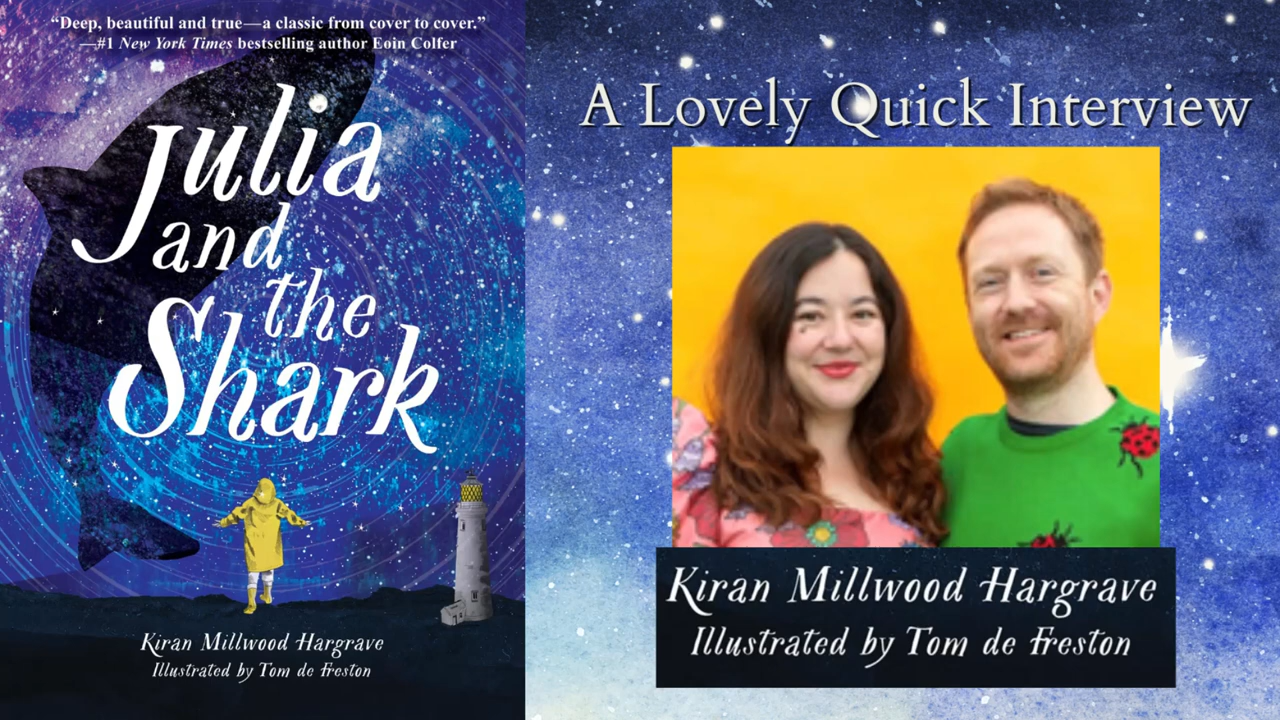 “Deep, beautiful and true—a classic from cover to cover.”
—#1 New York Times bestselling author Eoin Colfer
Julia
and
the
Shark
Kiran Millwood Hargrave
Illustrated by Tom de Freston
A Lovely Quick Interview
Kiran Millwood Hargrave
Illustrated by Tom de Freston